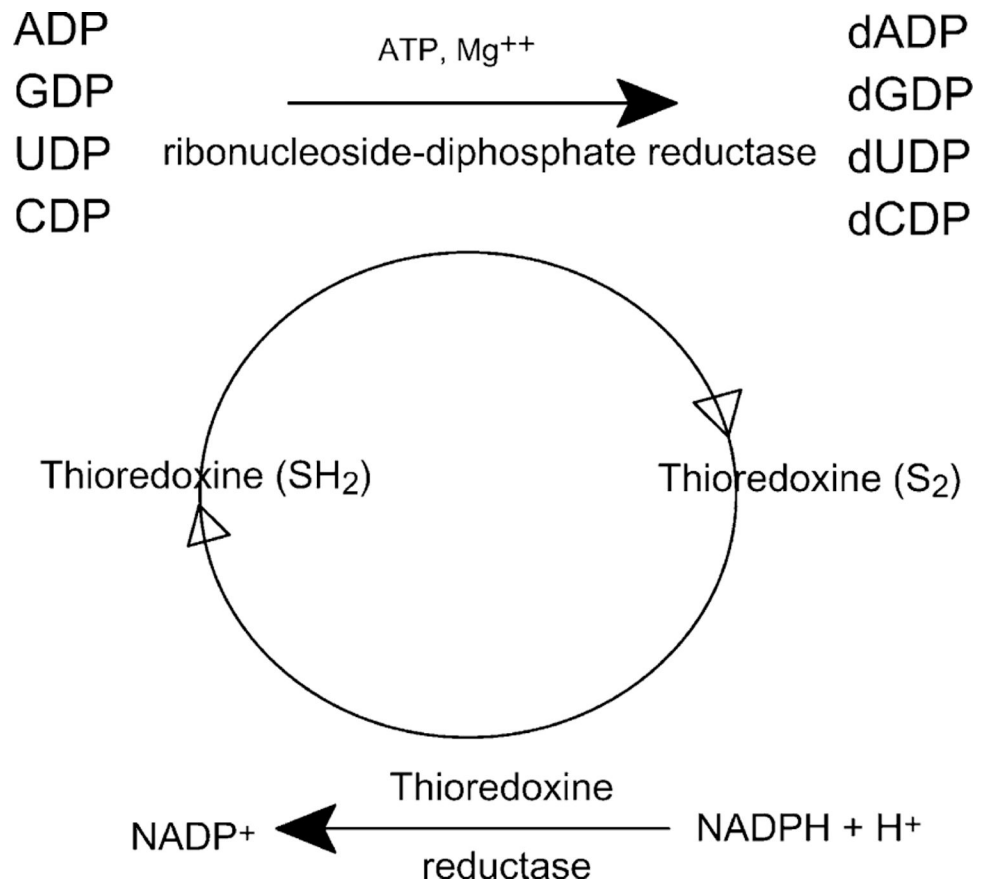 ADP
GDP
UDP
CDP
ATP, Mg⁺⁺
ribonucleoside-diphosphate reductase
dADP
dGDP
dUDP
dCDP
Thioredoxine (SH₂)
Thioredoxine (S₂)
Thioredoxine
reductase
NADP⁺
NADPH + H⁺